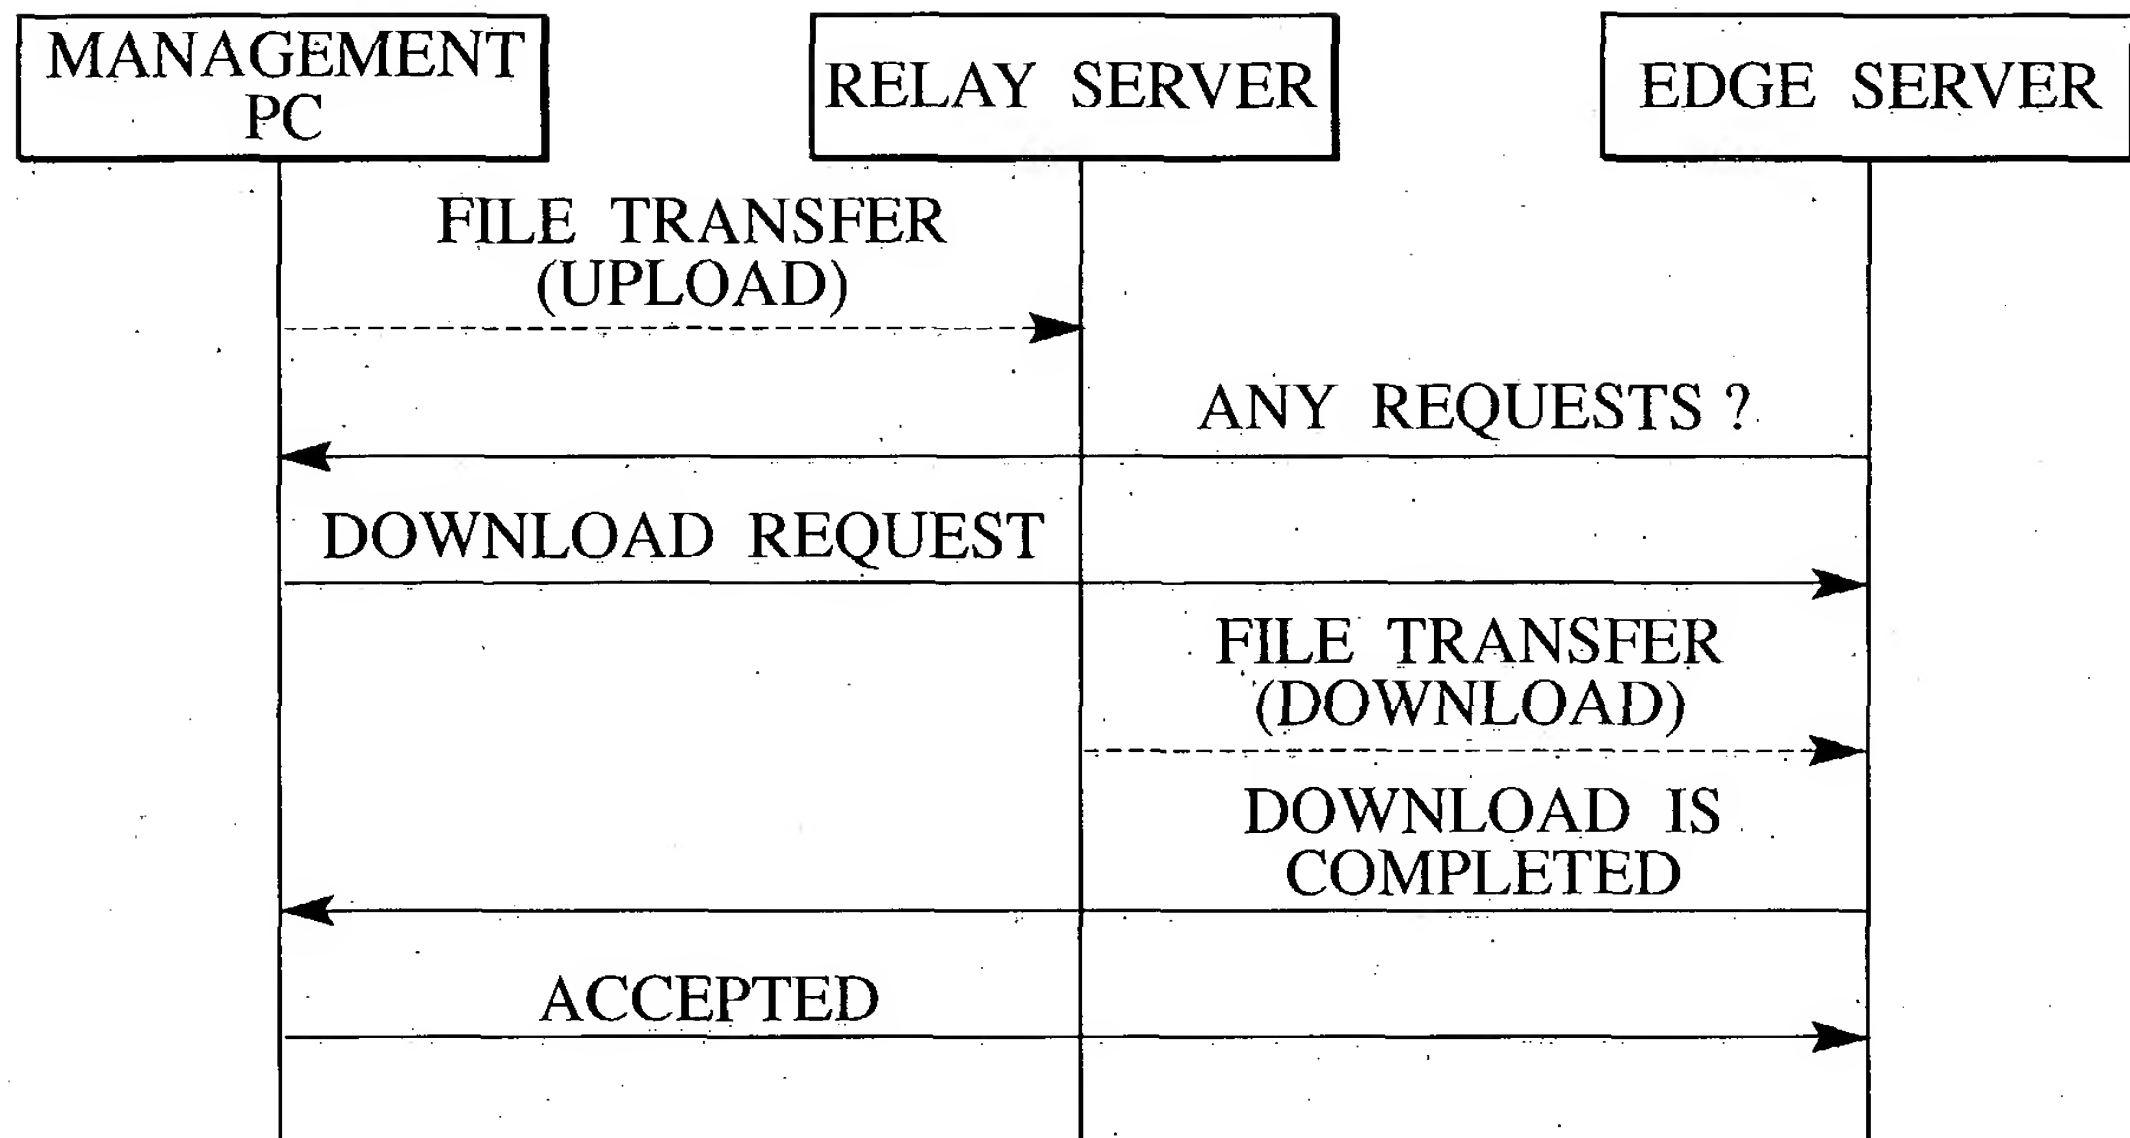 MANAGEMENT
PC
RELAY SERVER
EDGE SERVER
FILE TRANSFER
(UPLOAD)
ANY REQUESTS ?
DOWNLOAD REQUEST
FILE TRANSFER
(DOWNLOAD)
DOWNLOAD IS
COMPLETED
ACCEPTED